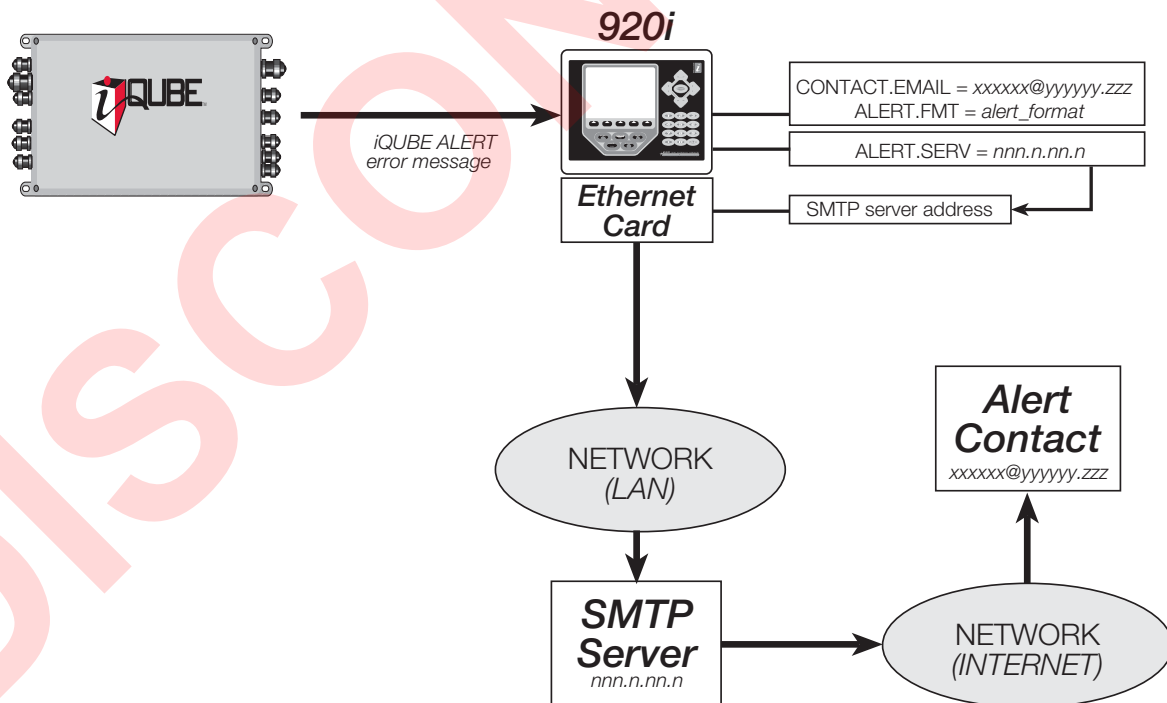 920i
iQUBE
CONTACT.EMAIL = xxxxxx@yyyyyy.zzz
ALERT.FMT = alert_format
iQUBE ALERT
error message
ALERT.SERV = nnn.n.nn.n
Ethernet
Card
SMTP server address
NETWORK
(LAN)
Alert
Contact
xxxxxx@yyyyyy.zzz
SMTP
Server
nnn.n.nn.n
NETWORK
(INTERNET)
DISCON